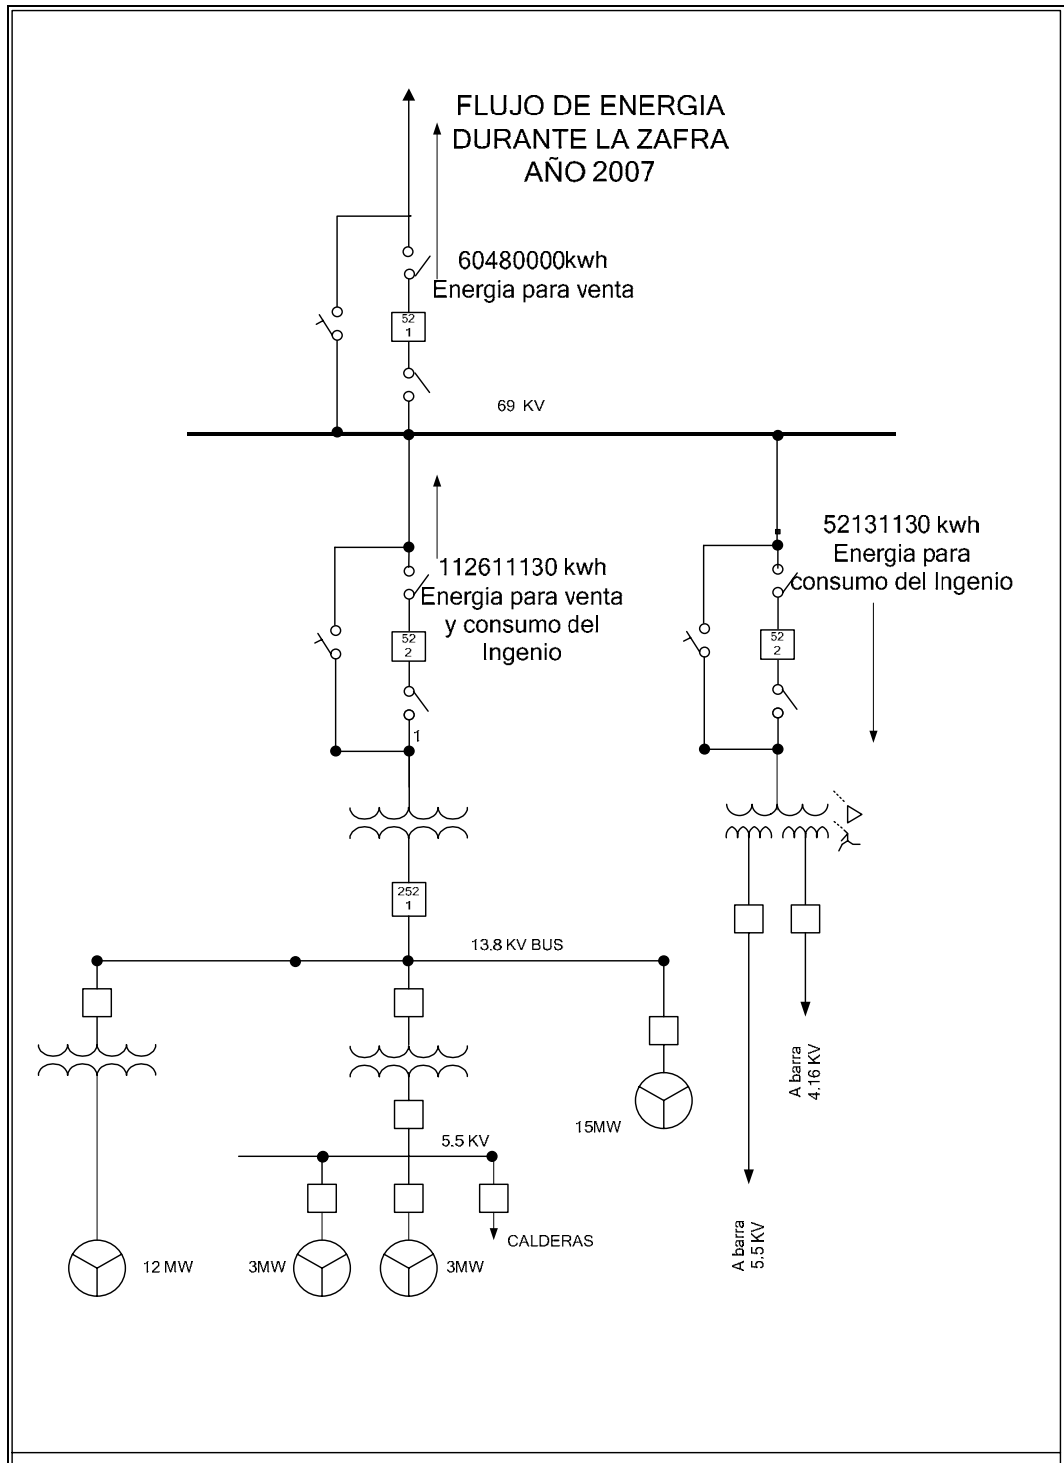 FLUJO DE ENERGIA
DURANTE LA ZAFRA
AÑO 2007
60480000kwh
Energia para venta
52
1
69 KV
112611130 kwh
Energia para venta
y consumo del
Ingenio
52
2
1
52131130 kwh
Energia para
consumo del Ingenio
52
2
252
1
13.8 KV BUS
A barra
4.16 KV
15MW
5.5 KV
CALDERAS
A barra
5.5 KV
12 MW
3MW
3MW